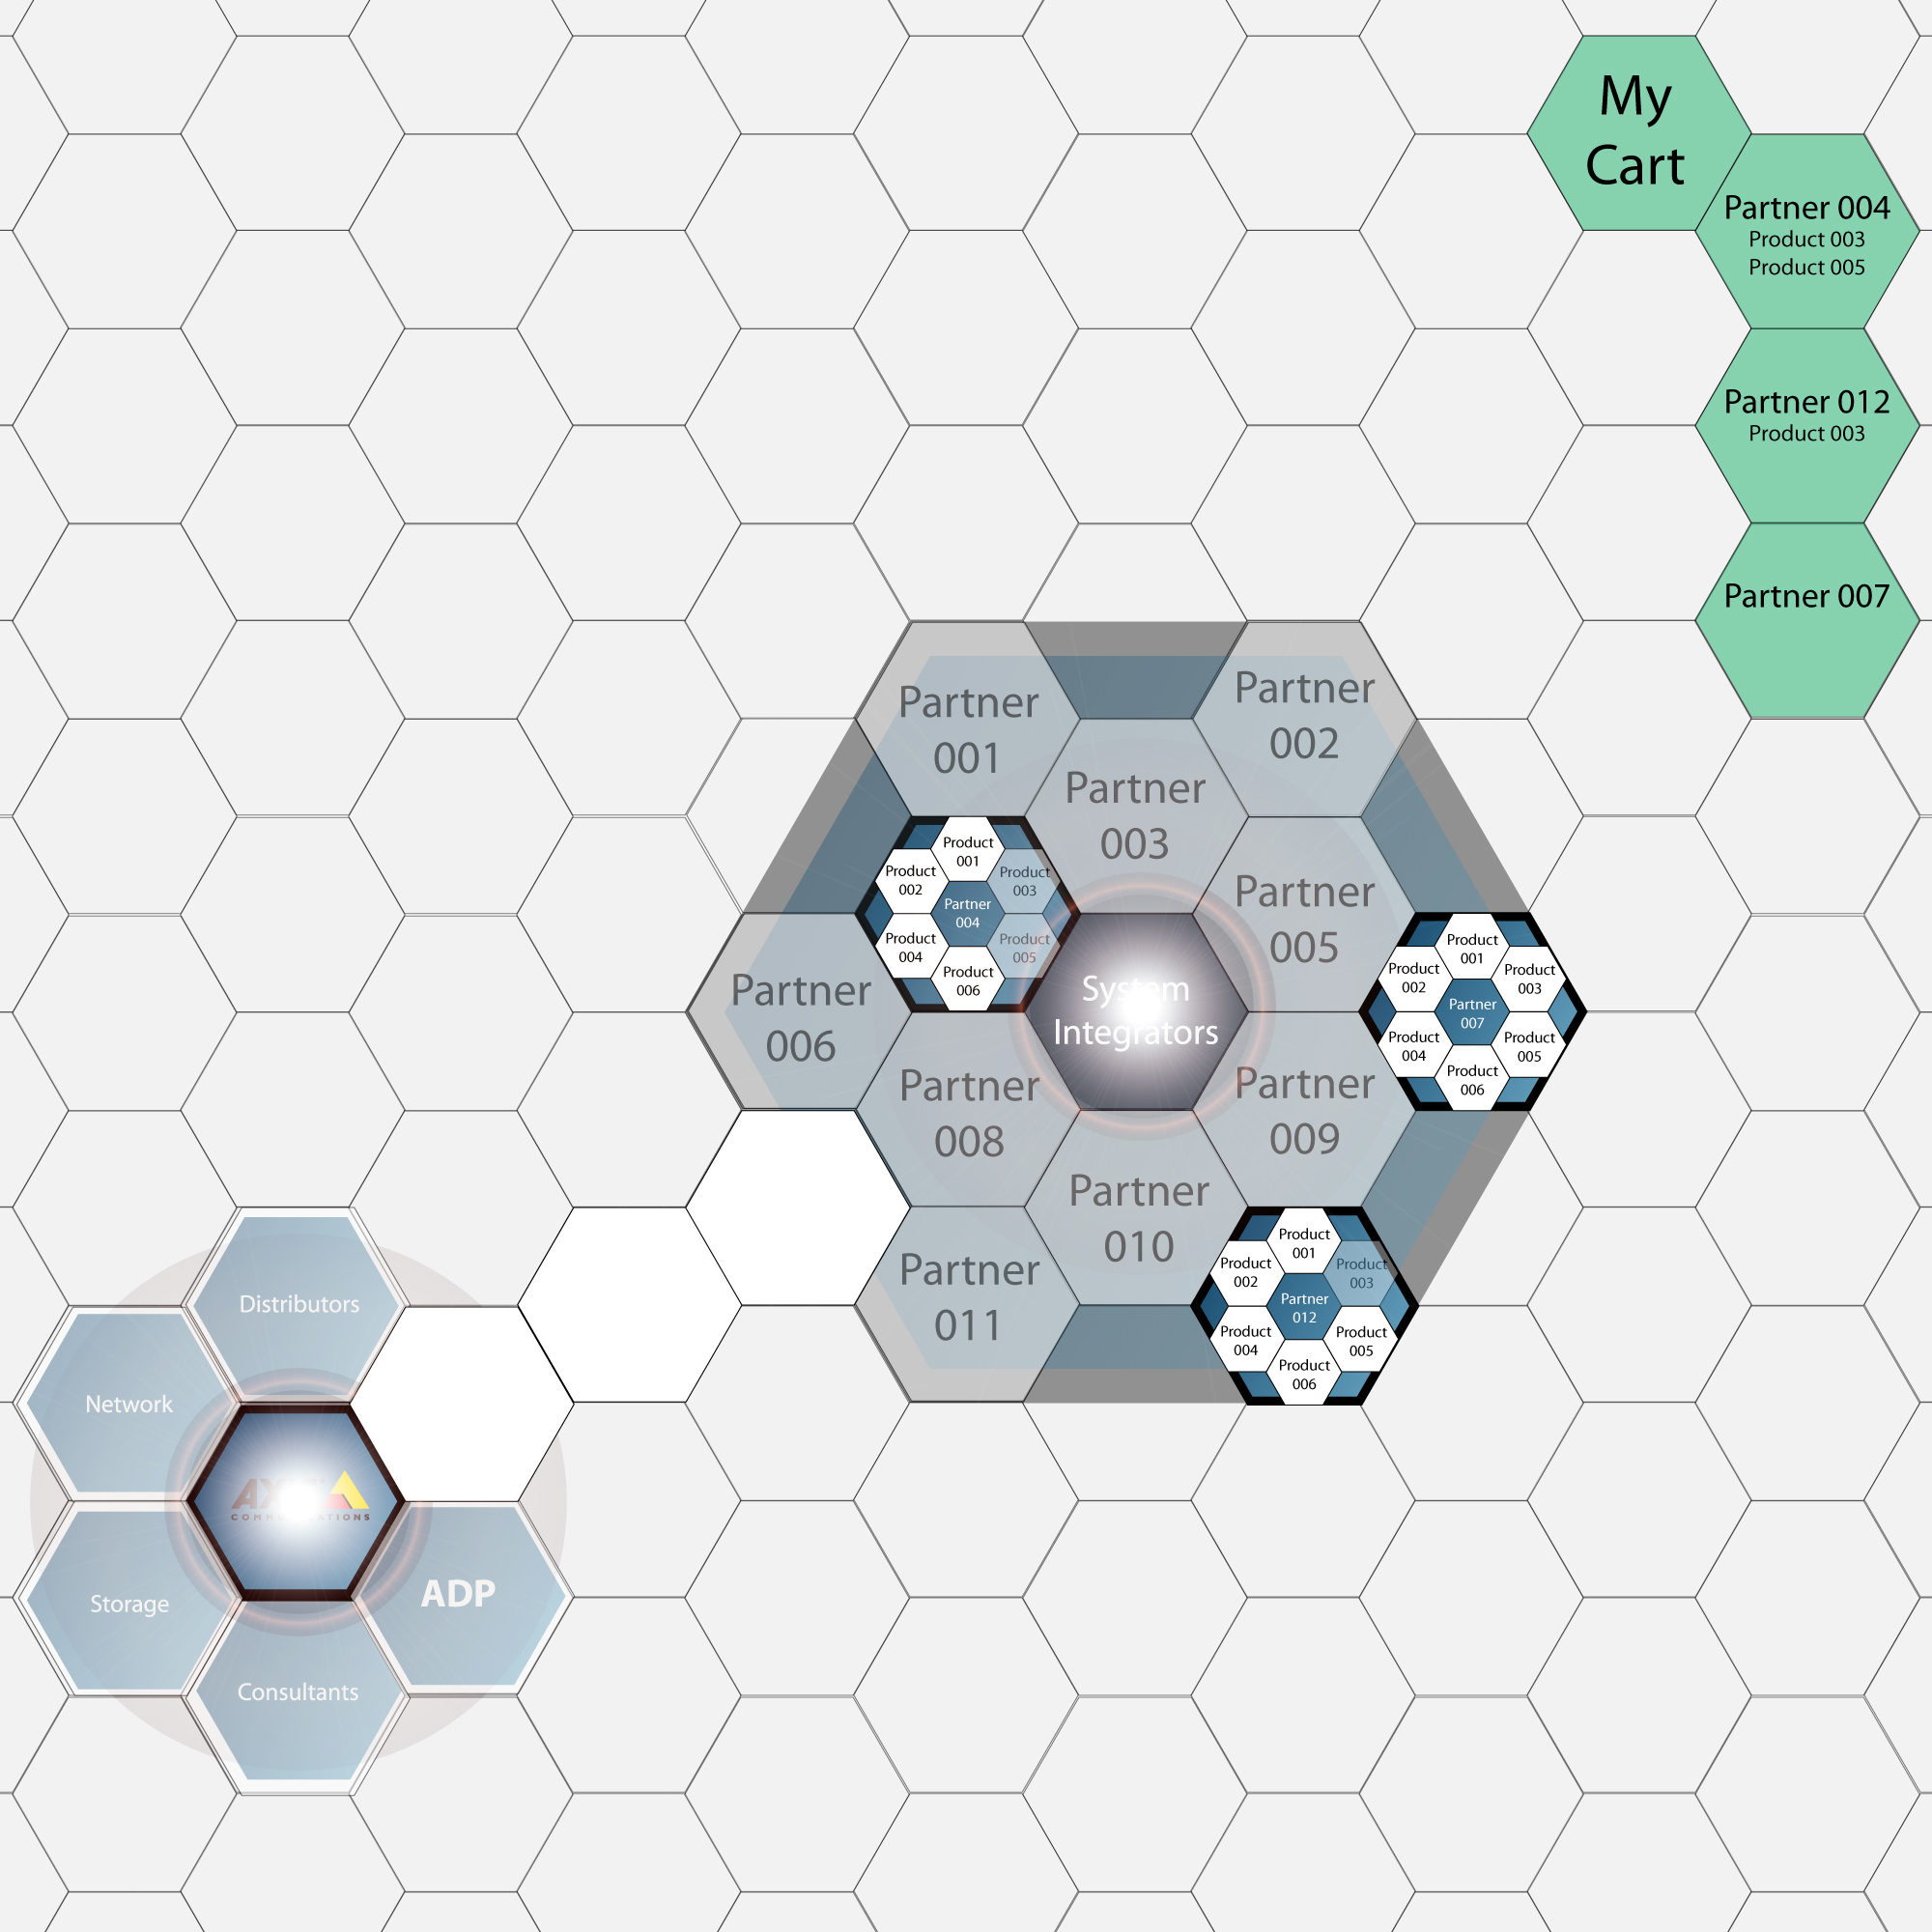 My
Cart
Partner 004
Product 003
Product 005
Partner 012
Product 003
Partner 007
Partner
001
Partner
002
Partner
003
Product
001
Product
002
Product
003
Partner
004
Product
004
Product
005
Product
006
Partner
005
Partner
006
System
Integrators
Product
001
Product
002
Product
003
Partner
007
Product
004
Product
005
Product
006
Partner
008
Partner
009
Partner
010
Partner
011
Product
001
Product
002
Product
003
Partner
012
Product
004
Product
005
Product
006
Distributors
Network
Storage
ADP
Consultants